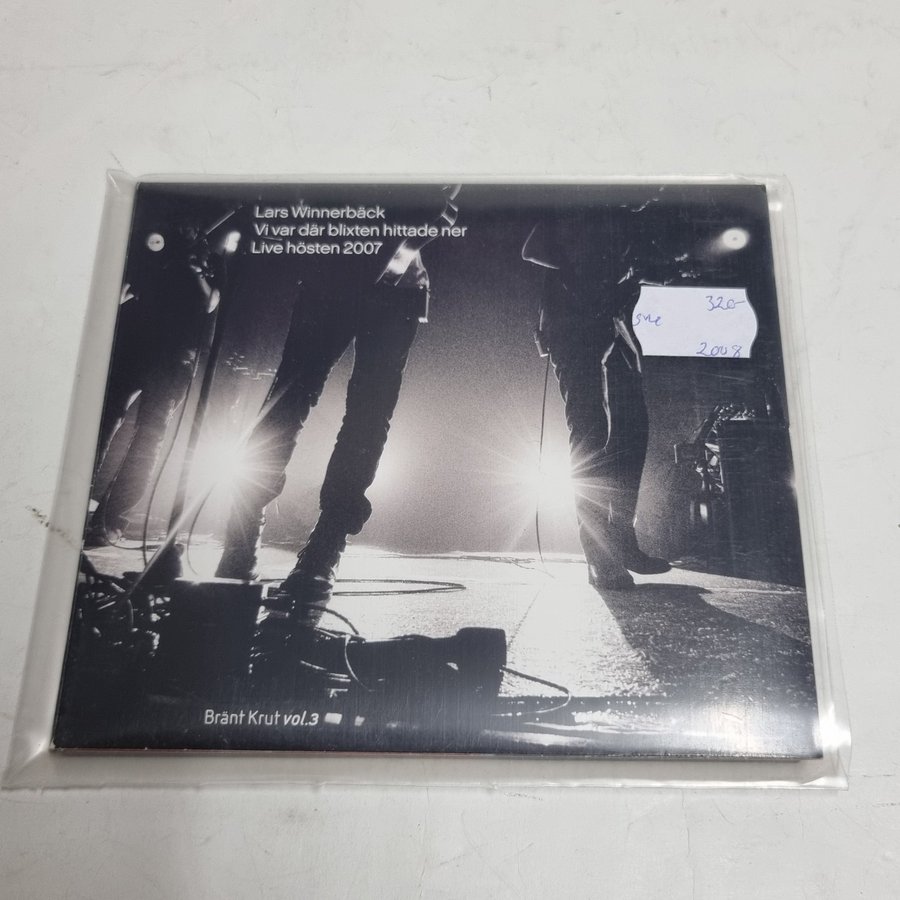 Lars Winnerbäck
Vi var där blixten hittade ner
Live hösten 2007
320-
2008
Bränt Krut vol.3